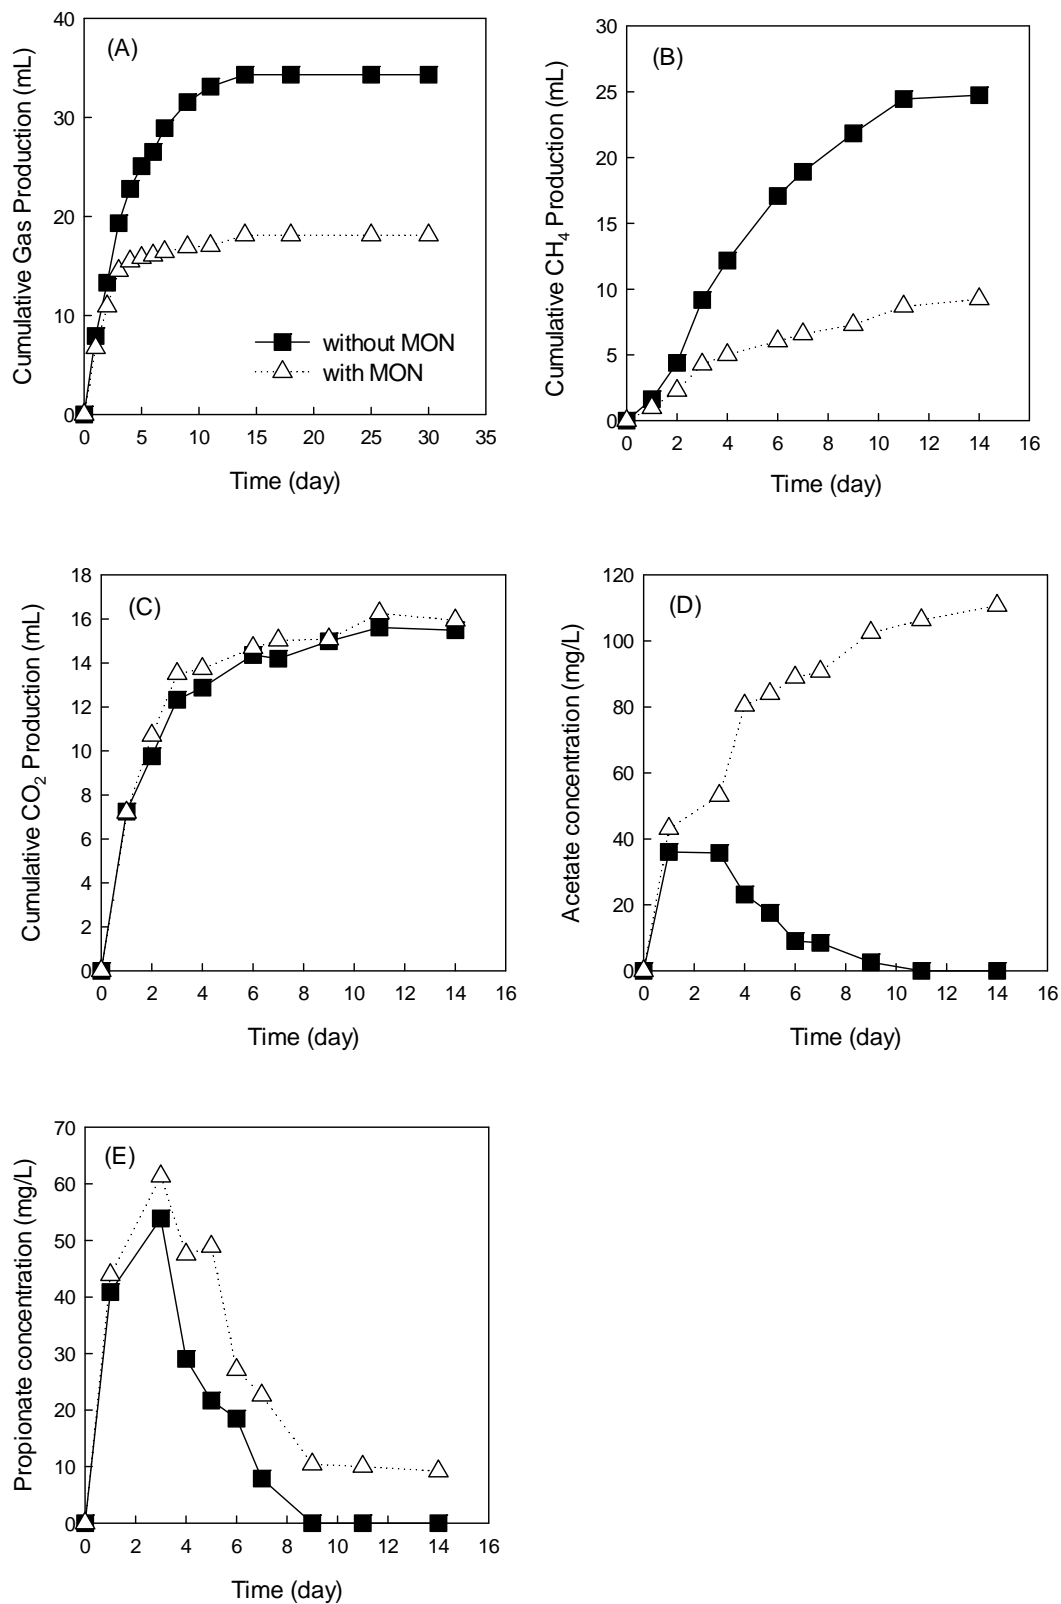 (A)
Cumulative Gas Production (mL)
40
30
20
10
0
0 5 10 15 20 25 30 35
Time (day)
without MON
with MON
(B)
Cumulative CH₄ Production (mL)
30
25
20
15
10
5
0
0 2 4 6 8 10 12 14 16
Time (day)
(C)
Cumulative CO₂ Production (mL)
18
16
14
12
10
8
6
4
2
0
0 2 4 6 8 10 12 14 16
Time (day)
(D)
Acetate concentration (mg/L)
120
100
80
60
40
20
0
0 2 4 6 8 10 12 14 16
Time (day)
(E)
Propionate concentration (mg/L)
70
60
50
40
30
20
10
0
0 2 4 6 8 10 12 14 16
Time (day)